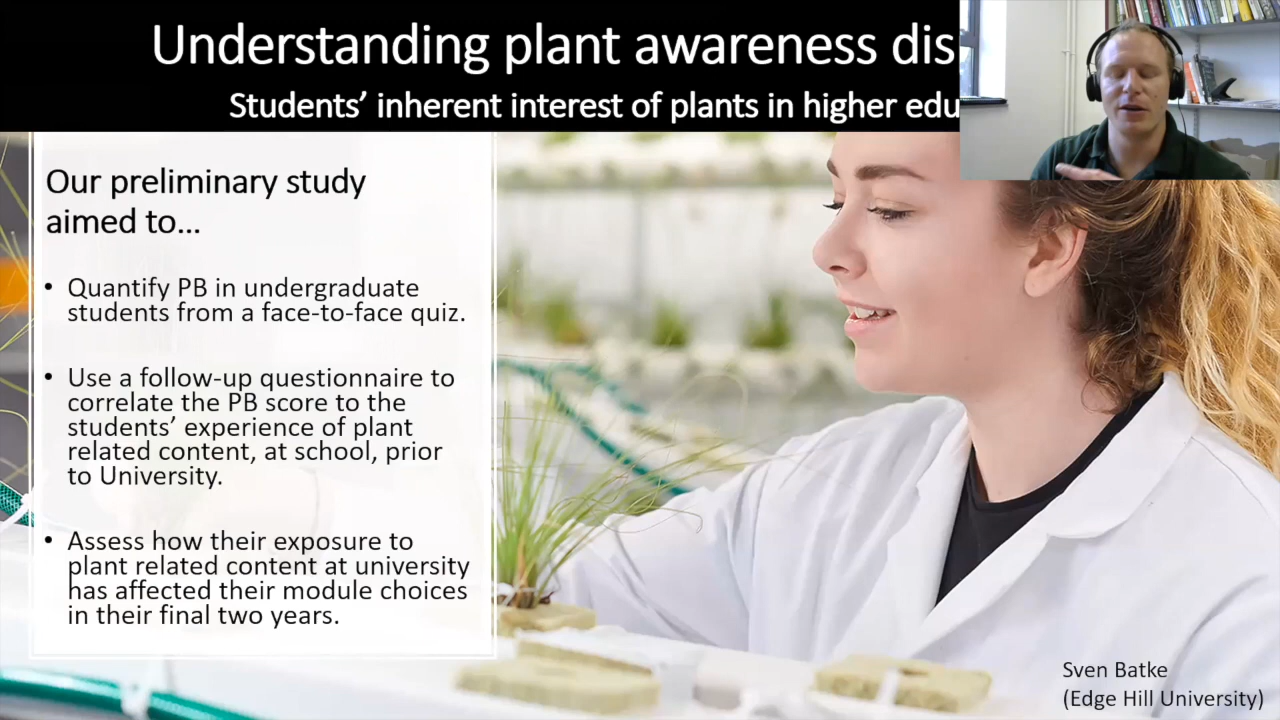 Understanding plant awareness dis
Students’ inherent interest of plants in higher edu
Our preliminary study
aimed to...
• Quantify PB in undergraduate
students from a face-to-face quiz.
• Use a follow-up questionnaire to
correlate the PB score to the
students’ experience of plant
related content, at school, prior
to University.
• Assess how their exposure to
plant related content at university
has affected their module choices
in their final two years.
Sven Batke
(Edge Hill University)